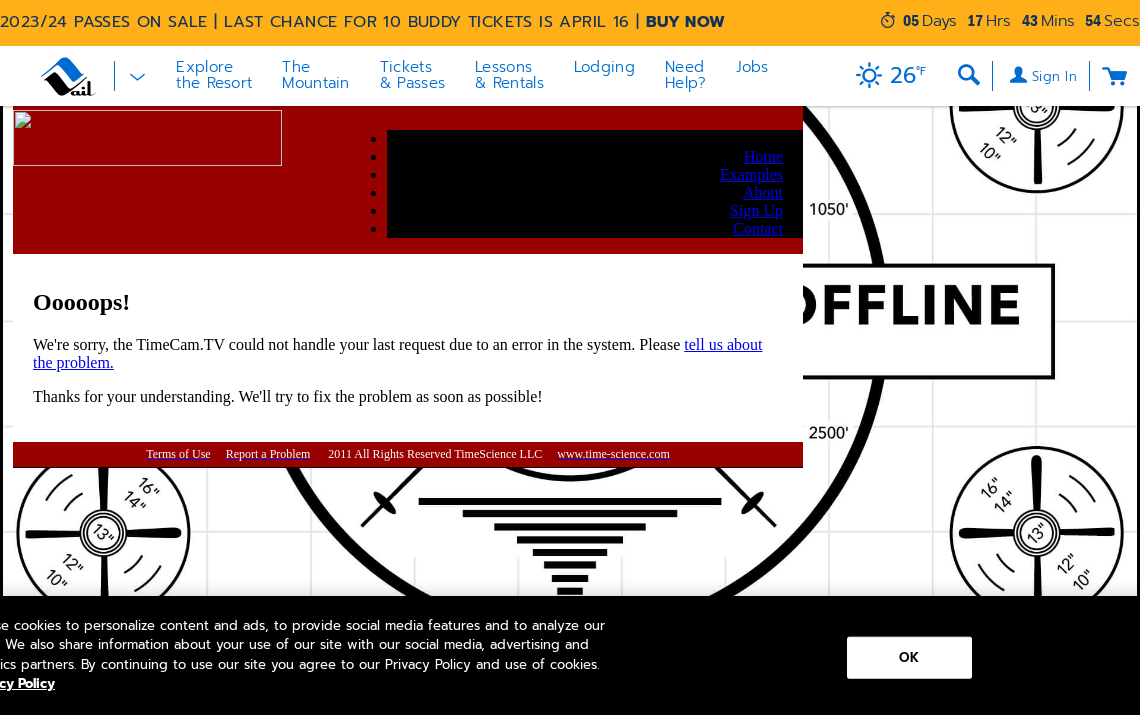 2023/24 PASSES ON SALE | LAST CHANCE FOR 10 BUDDY TICKETS IS APRIL 16 | BUY NOW
05 Days 17 Hrs 43 Mins 54 Secs
ail
Explore the Resort
The Mountain
Tickets & Passes
Lessons & Rentals
Lodging
Need Help?
Jobs
26°F
Sign In
Home
Examples
About
Sign Up
Contact
Ooooops!
We're sorry, the TimeCam.TV could not handle your last request due to an error in the system. Please tell us about
the problem.
Thanks for your understanding. We'll try to fix the problem as soon as possible!
Terms of Use Report a Problem 2011 All Rights Reserved TimeScience LLC www.time-science.com
13"
12"
10"
1050'
OFFLINE
2500'
16"
14"
13"
12"
10"
16"
14"
13"
12"
10"
se cookies to personalize content and ads, to provide social media features and to analyze our
We also share information about your use of our site with our social media, advertising and
ics partners. By continuing to use our site you agree to our Privacy Policy and use of cookies.
cy Policy
OK